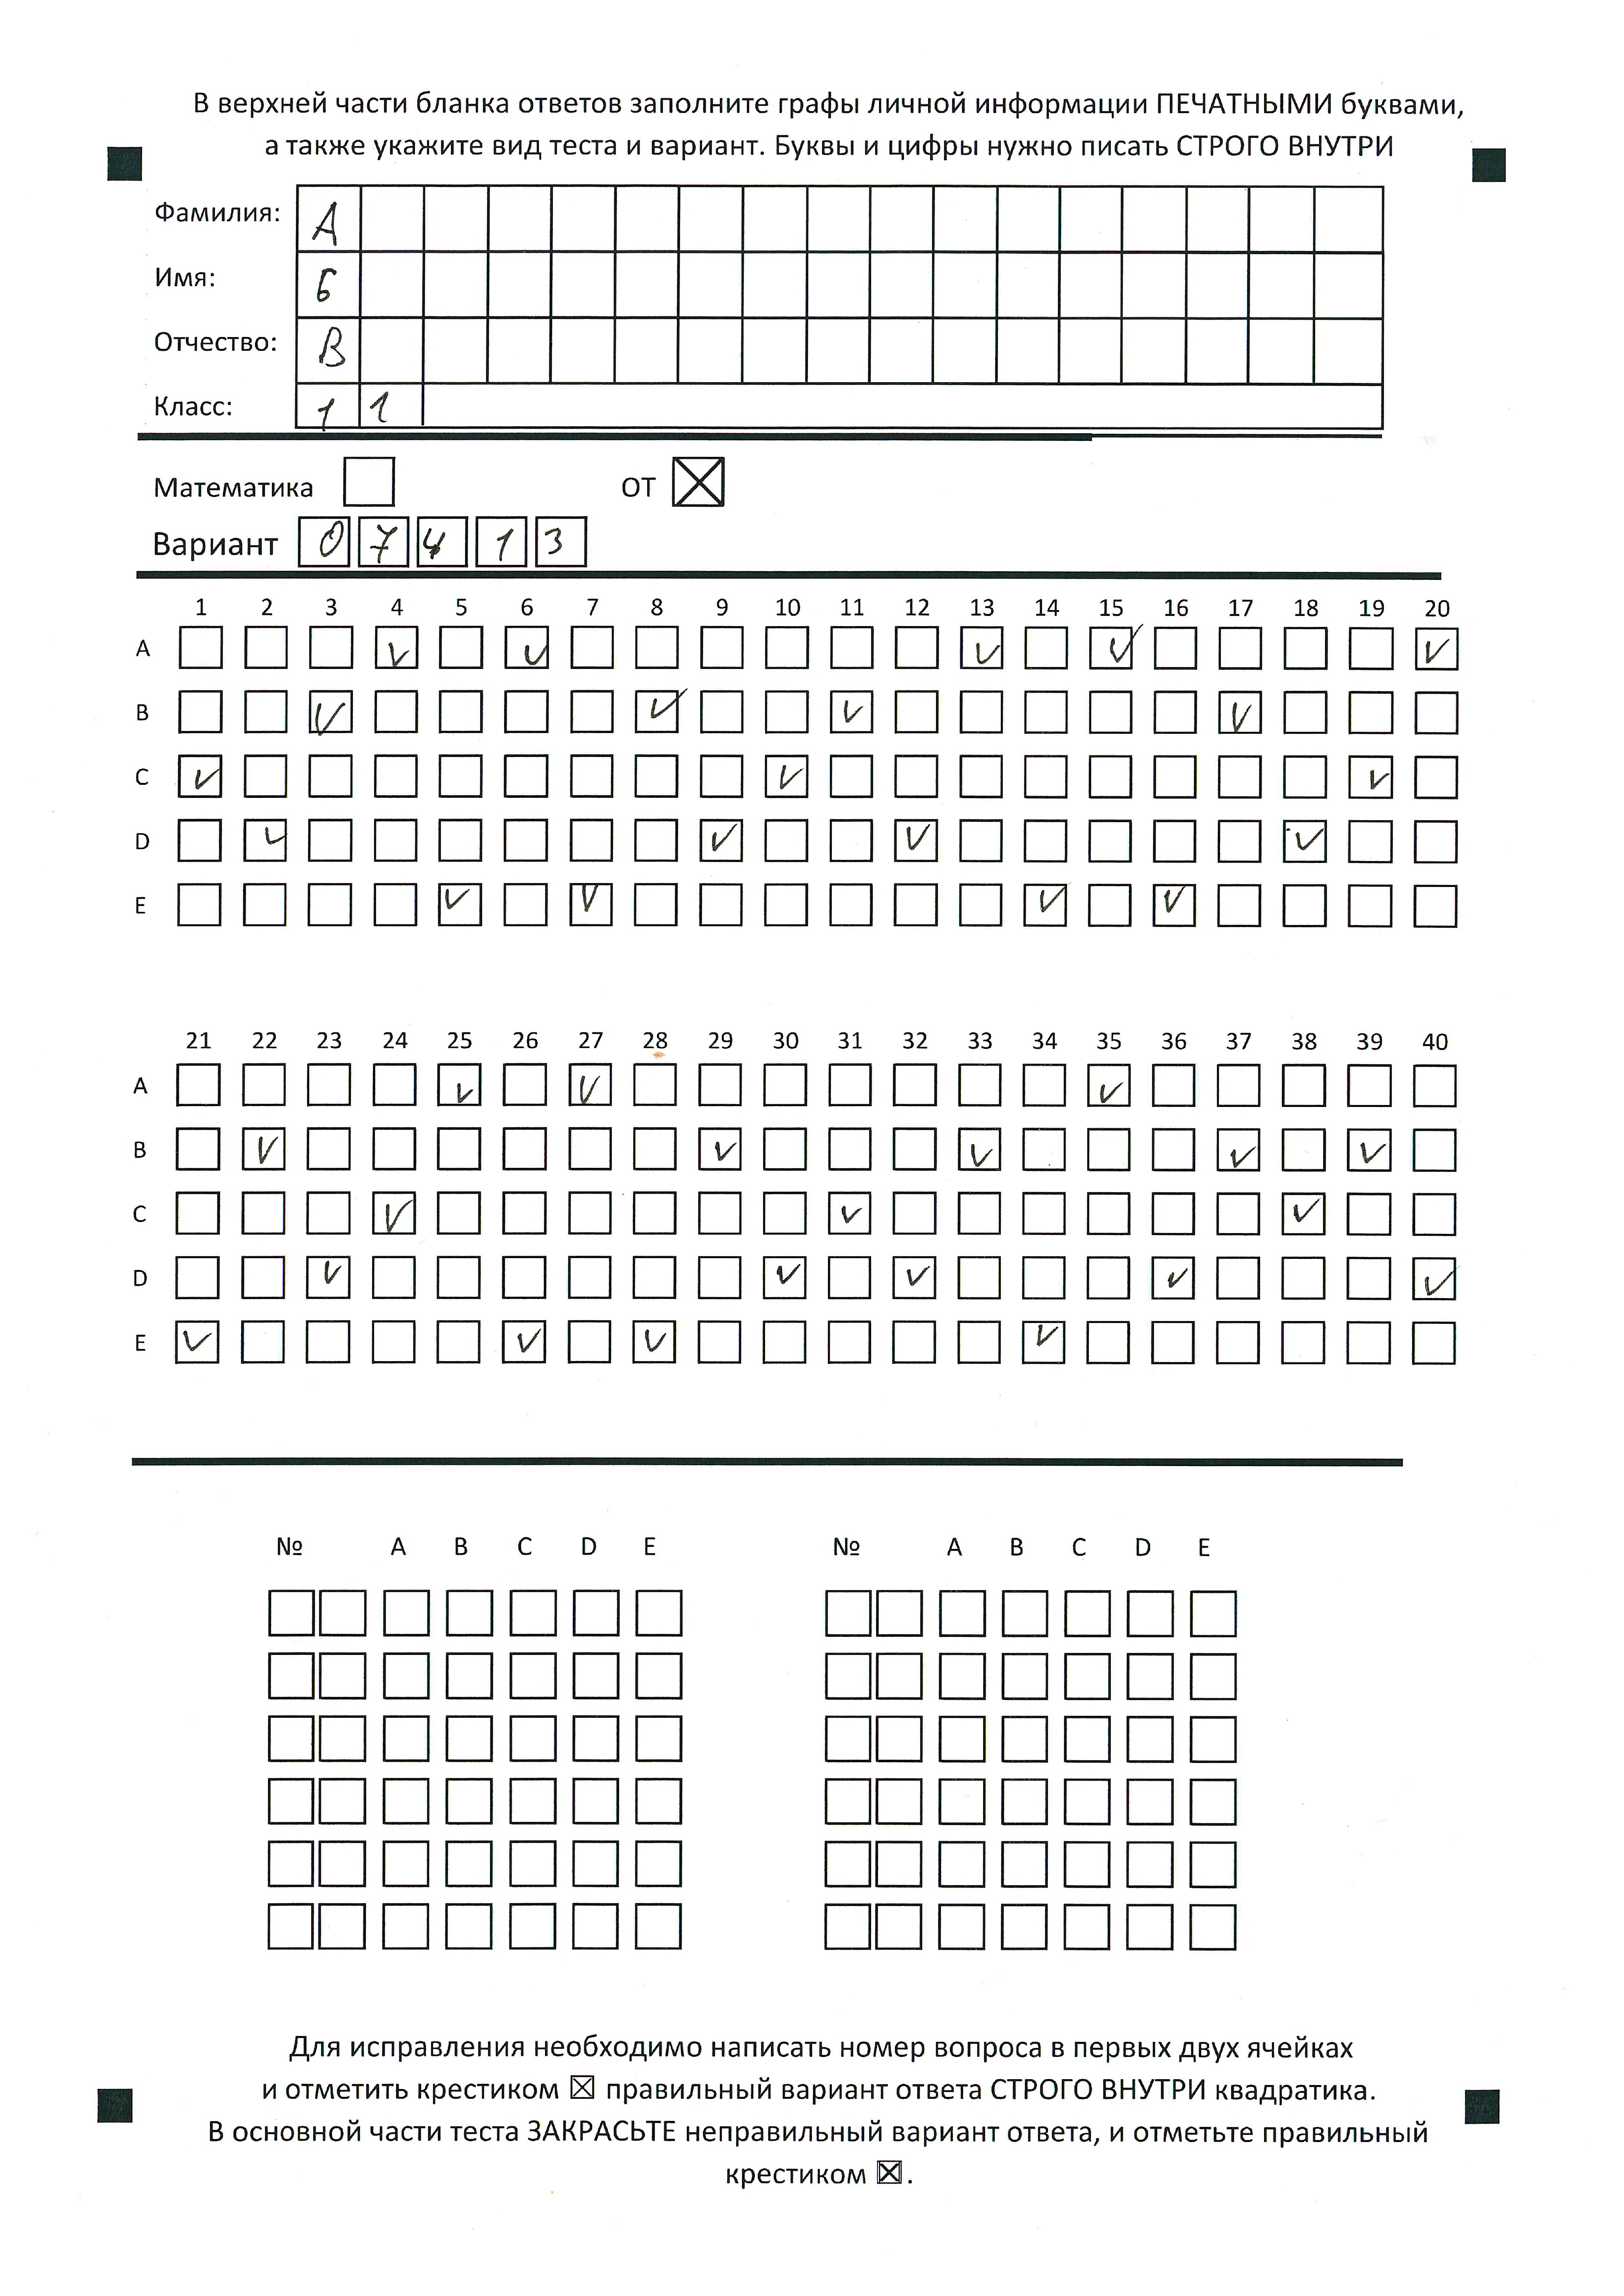 В верхней части бланка ответов заполните графы личной информации ПЕЧАТНЫМИ буквами,
а также укажите вид теста и вариант. Буквы и цифры нужно писать СТРОГО ВНУТРИ
Фамилия: А
Имя: Б
Отчество: В
Класс: 1 1
Математика ОТ
Вариант 0 7 4 1 3
1 2 3 4 5 6 7 8 9 10 11 12 13 14 15 16 17 18 19 20
A
B
C
D
E
21 22 23 24 25 26 27 28 29 30 31 32 33 34 35 36 37 38 39 40
A
B
C
D
E
№ A B C D E № A B C D E
Для исправления необходимо написать номер вопроса в первых двух ячейках
и отметить крестиком ☒ правильный вариант ответа СТРОГО ВНУТРИ квадратика.
В основной части теста ЗАКРАСЬТЕ неправильный вариант ответа, и отметьте правильный
крестиком ☒.